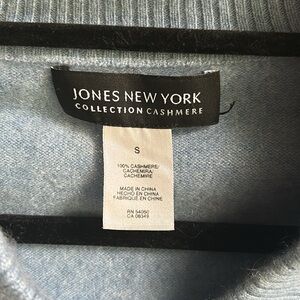 JONES NEW YORK
COLLECTION CASHMERE
S
100% CASHMERE/
CACHEMIRA/
CACHEMIRE
MADE IN CHINA
HECHO EN CHINA
FABRIQUÉ EN CHINE
RN 54050
CA 08349